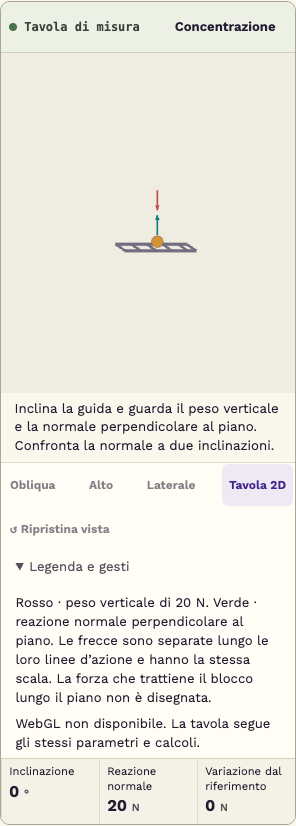 Tavola di misura Concentrazione
Inclina la guida e guarda il peso verticale
e la normale perpendicolare al piano.
Confronta la normale a due inclinazioni.
Obliqua Alto Laterale Tavola 2D
↺ Ripristina vista
▼ Legenda e gesti
Rosso · peso verticale di 20 N. Verde ·
reazione normale perpendicolare al
piano. Le frecce sono separate lungo le
loro linee d’azione e hanno la stessa
scala. La forza che trattiene il blocco
lungo il piano non è disegnata.
WebGL non disponibile. La tavola segue
gli stessi parametri e calcoli.
Inclinazione
0 °
Reazione
normale
20 N
Variazione dal
riferimento
0 N